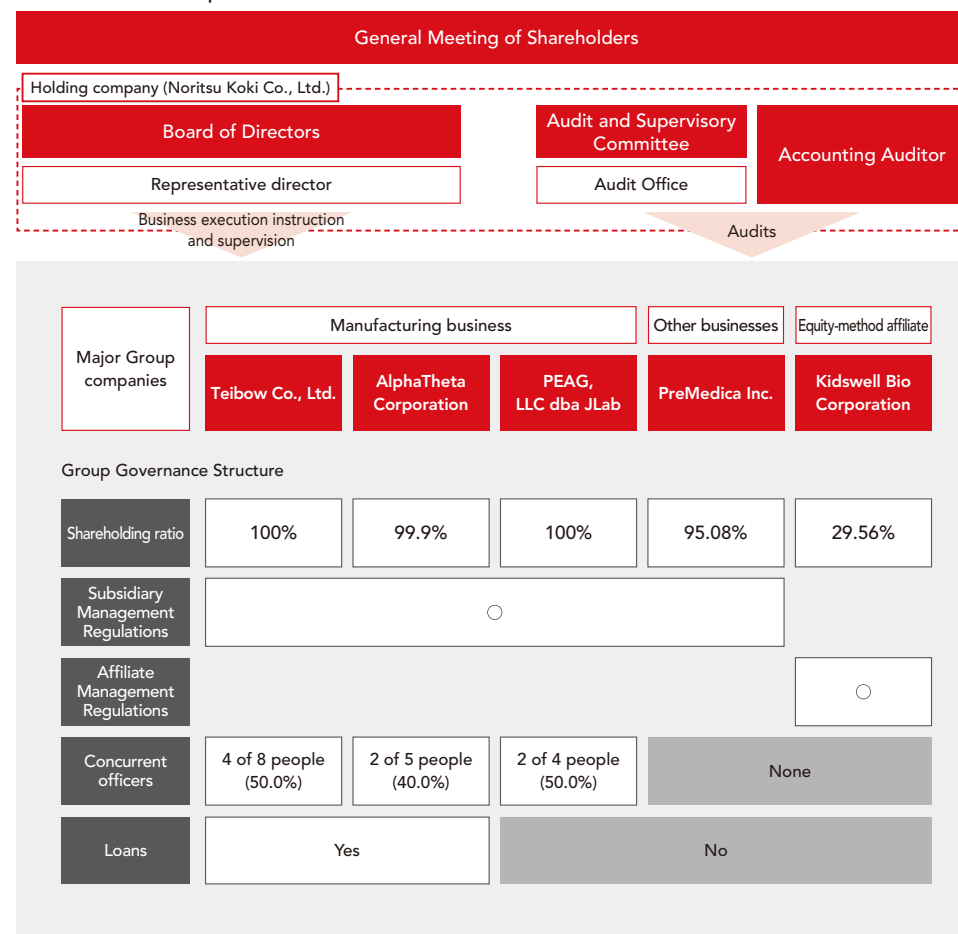 General Meeting of Shareholders
Holding company (Noritsu Koki Co., Ltd.)
Board of Directors
Representative director
Business execution instruction
and supervision
Audit and Supervisory
Committee
Audit Office
Accounting Auditor
Audits
Major Group
companies
Manufacturing business
Other businesses
Equity-method affiliate
Teibow Co., Ltd.
AlphaTheta
Corporation
PEAG,
LLC dba JLab
PreMedica Inc.
Kidswell Bio
Corporation
Group Governance Structure
Shareholding ratio
100%
99.9%
100%
95.08%
29.56%
Subsidiary
Management
Regulations
○
Affiliate
Management
Regulations
○
Concurrent
officers
4 of 8 people
(50.0%)
2 of 5 people
(40.0%)
2 of 4 people
(50.0%)
None
Loans
Yes
No